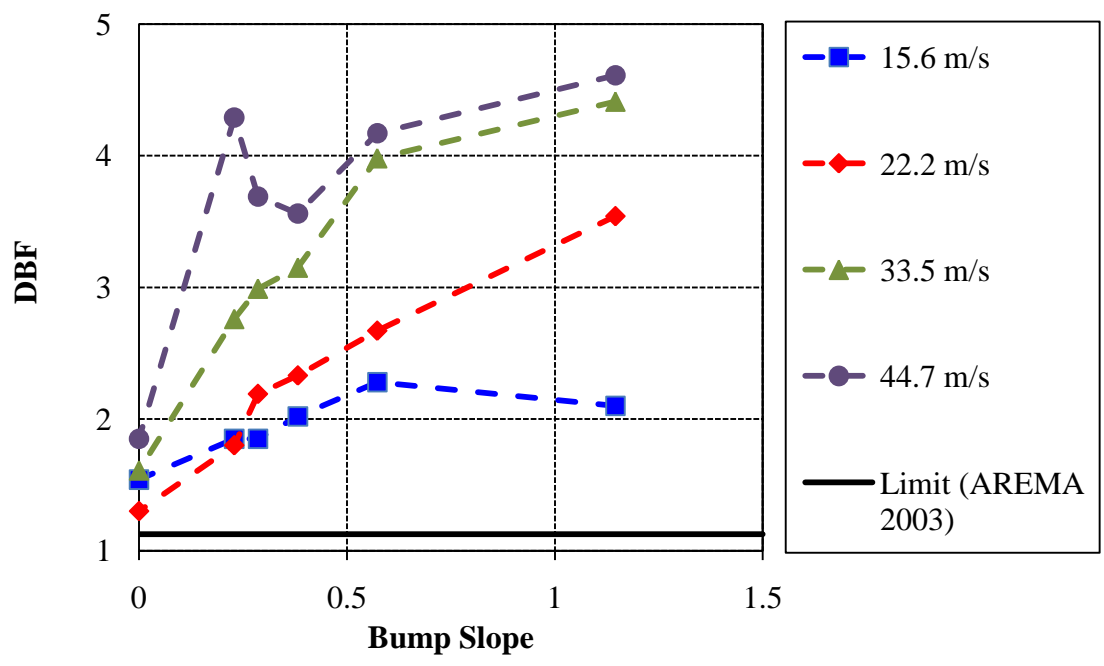 5
4
3
2
1
DBF
0
0.5
1
1.5
Bump Slope
15.6 m/s
22.2 m/s
33.5 m/s
44.7 m/s
Limit (AREMA
2003)